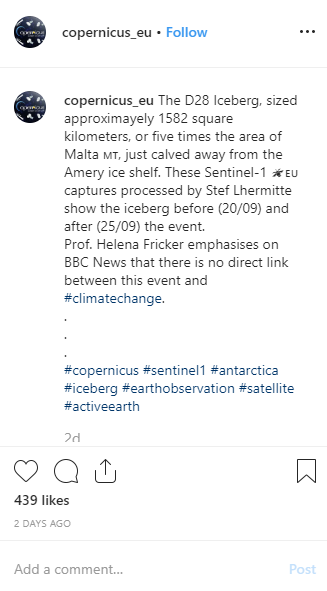 copernicus_eu • Follow
copernicus_eu The D28 Iceberg, sized
approximayely 1582 square
kilometers, or five times the area of
Malta MT, just calved away from the
Amery ice shelf. These Sentinel-1 🛰EU
captures processed by Stef Lhermitte
show the iceberg before (20/09) and
after (25/09) the event.
Prof. Helena Fricker emphasises on
BBC News that there is no direct link
between this event and
#climatechange.
.
.
.
#copernicus #sentinel1 #antarctica
#iceberg #earthobservation #satellite
#activeearth
2d
439 likes
2 DAYS AGO
Add a comment...
Post